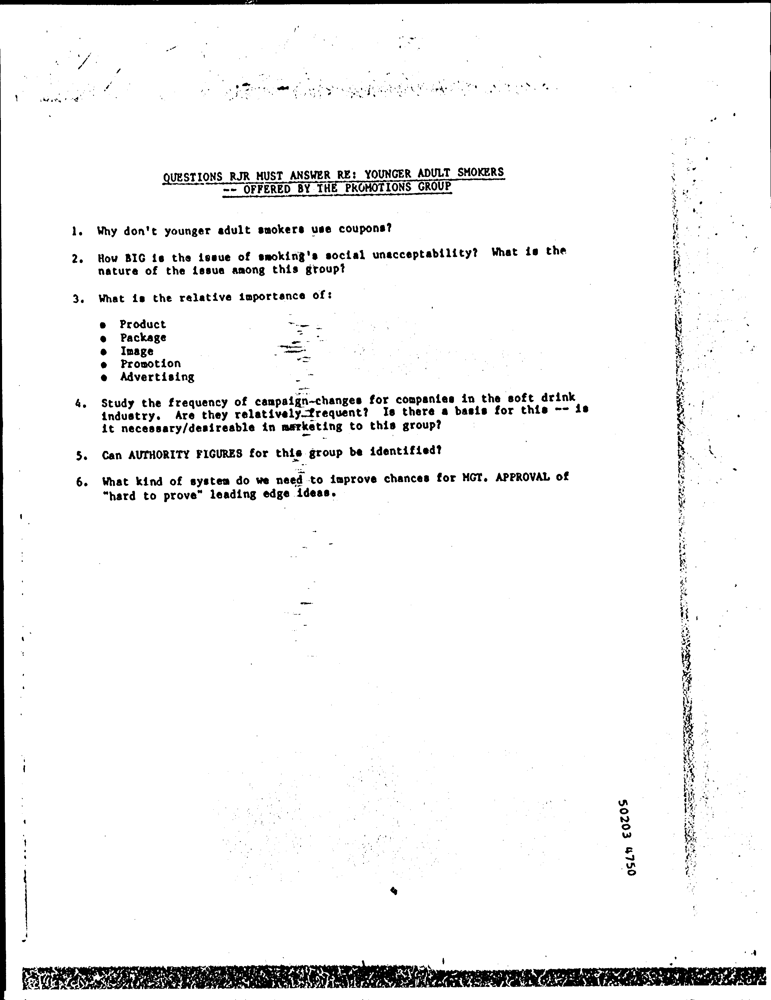 QUESTIONS RJR MUST ANSWER RE: YOUNGER ADULT SMOKERS
-- OFFERED BY THE PROMOTIONS GROUP
1. Why don't younger adult smokers use coupons?
2. How BIG is the issue of smoking's social unacceptability? What is the
nature of the issue among this group?
3. What is the relative importance of:
● Product
● Package
● Image
● Promotion
● Advertising
4. Study the frequency of campaign-changes for companies in the soft drink
industry. Are they relatively frequent? Is there a basis for this -- is
it necessary/desireable in marketing to this group?
5. Can AUTHORITY FIGURES for this group be identified?
6. What kind of system do we need to improve chances for MGT. APPROVAL of
"hard to prove" leading edge ideas.
50203 4750